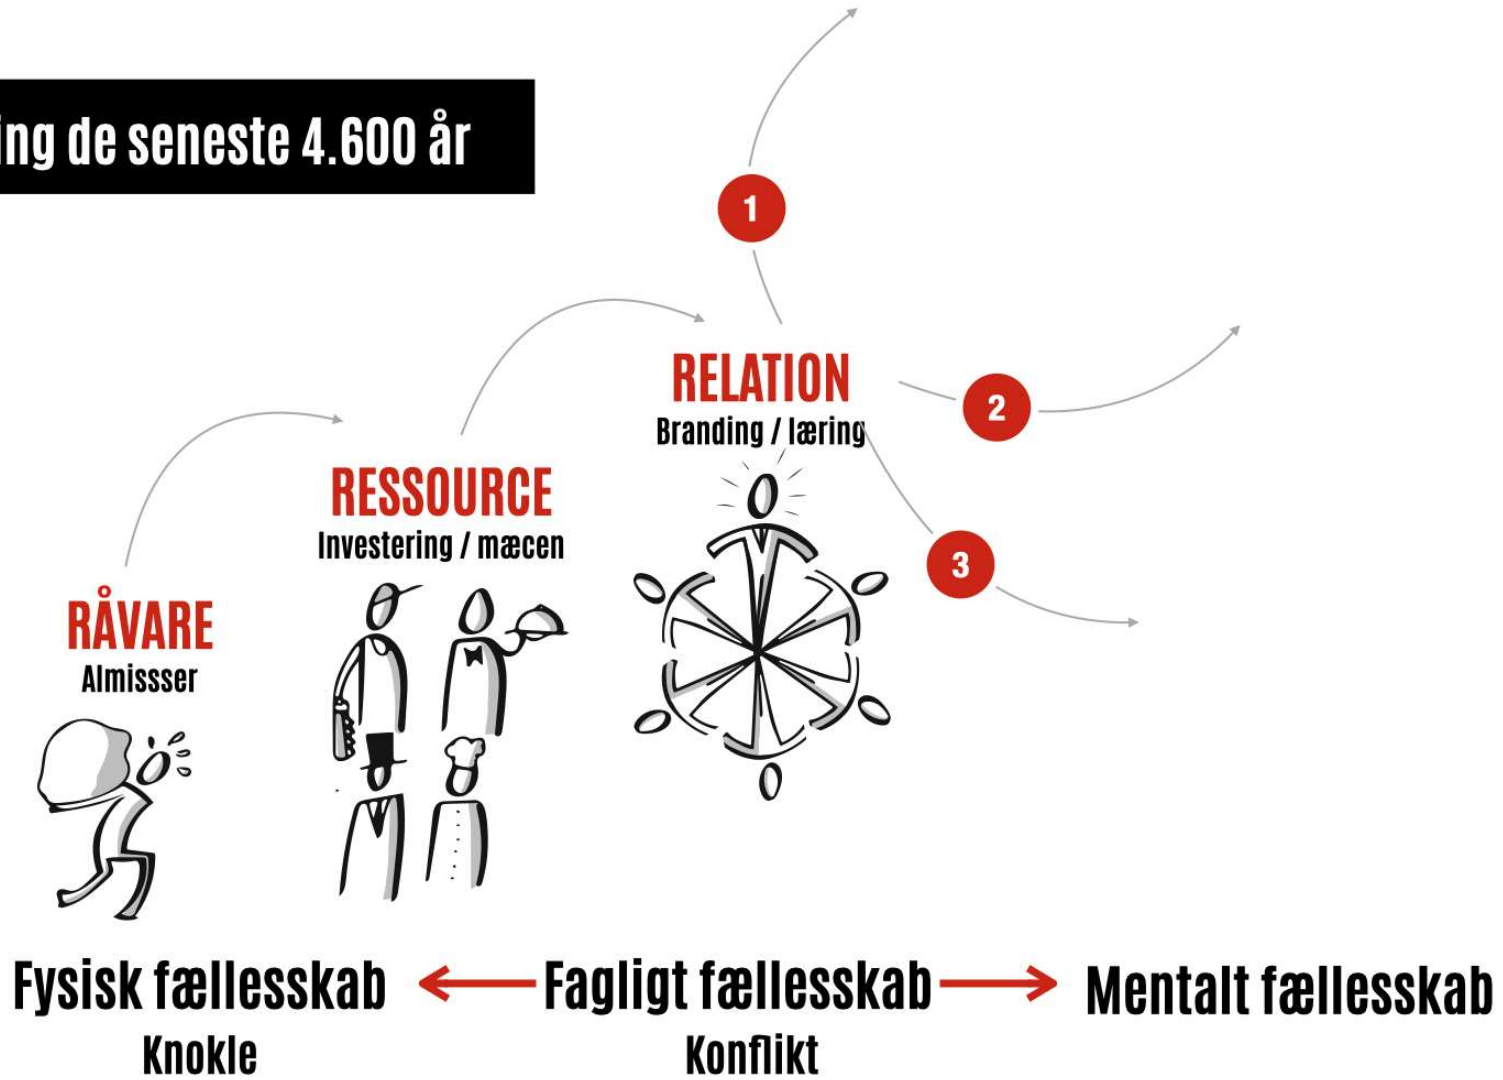 ing de seneste 4.600 år
1
RELATION
Branding / læring
2
RESSOURCE
Investering / mæcen
3
RÅVARE
Almissser
Fysisk fællesskab
Knokle
Fagligt fællesskab
Konflikt
Mentalt fællesskab